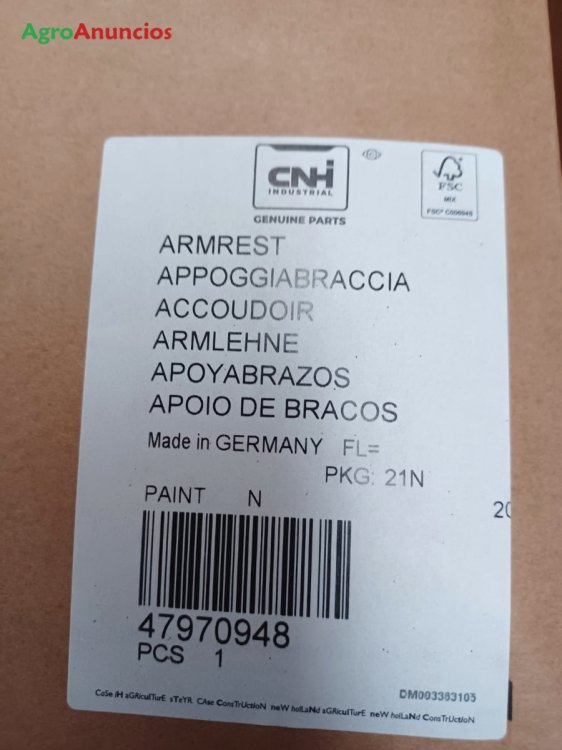 AgroAnuncios
CNH
INDUSTRIAL
GENUINE PARTS
FSC
MIX
ARMREST
APPOGGIABRACCIA
ACCOUDOIR
ARMLEHNE
APOYABRAZOS
APOIO DE BRACOS
Made in GERMANY FL=
PKG: 21N
PAINT N
20
47970948
PCS 1
DM003363105
CaSe IH aGRiculTurE sTeYR CAse ConsTrUctIoN neW holLaNd aGRicuLTurE neW holLaNd ConsTrUctIoN